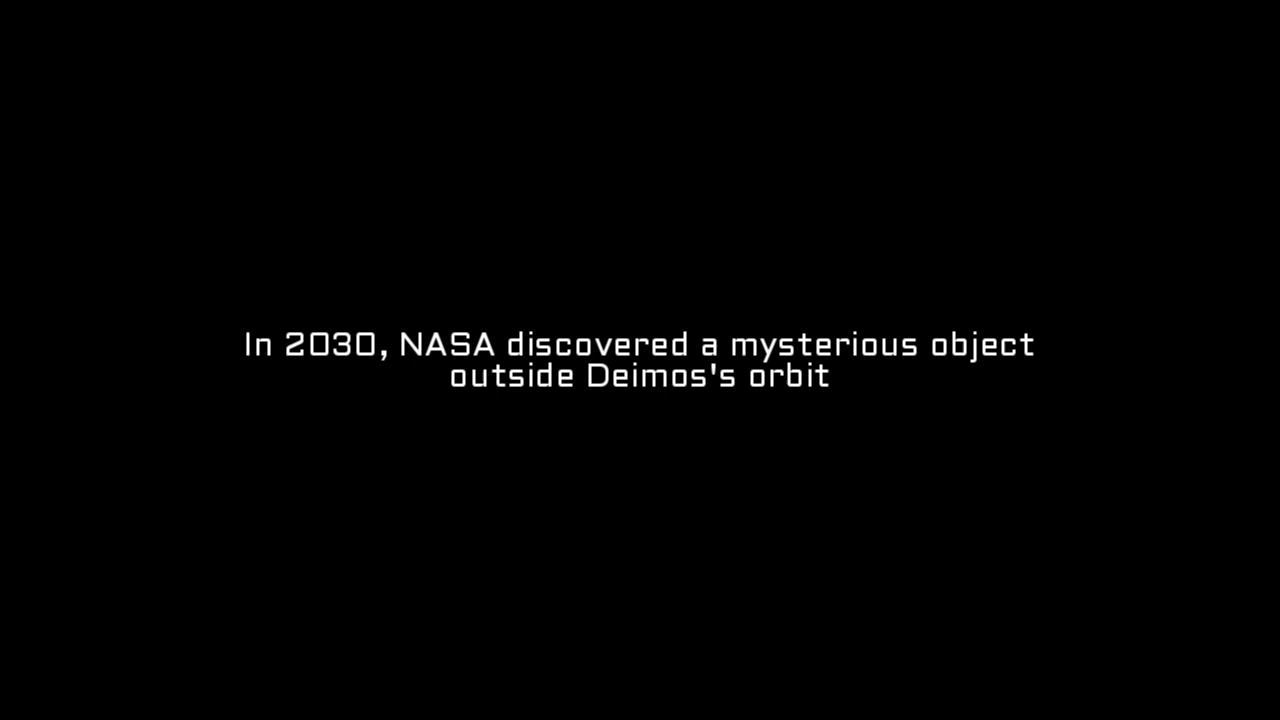 In 2030, NASA discovered a mysterious object
outside Deimos's orbit